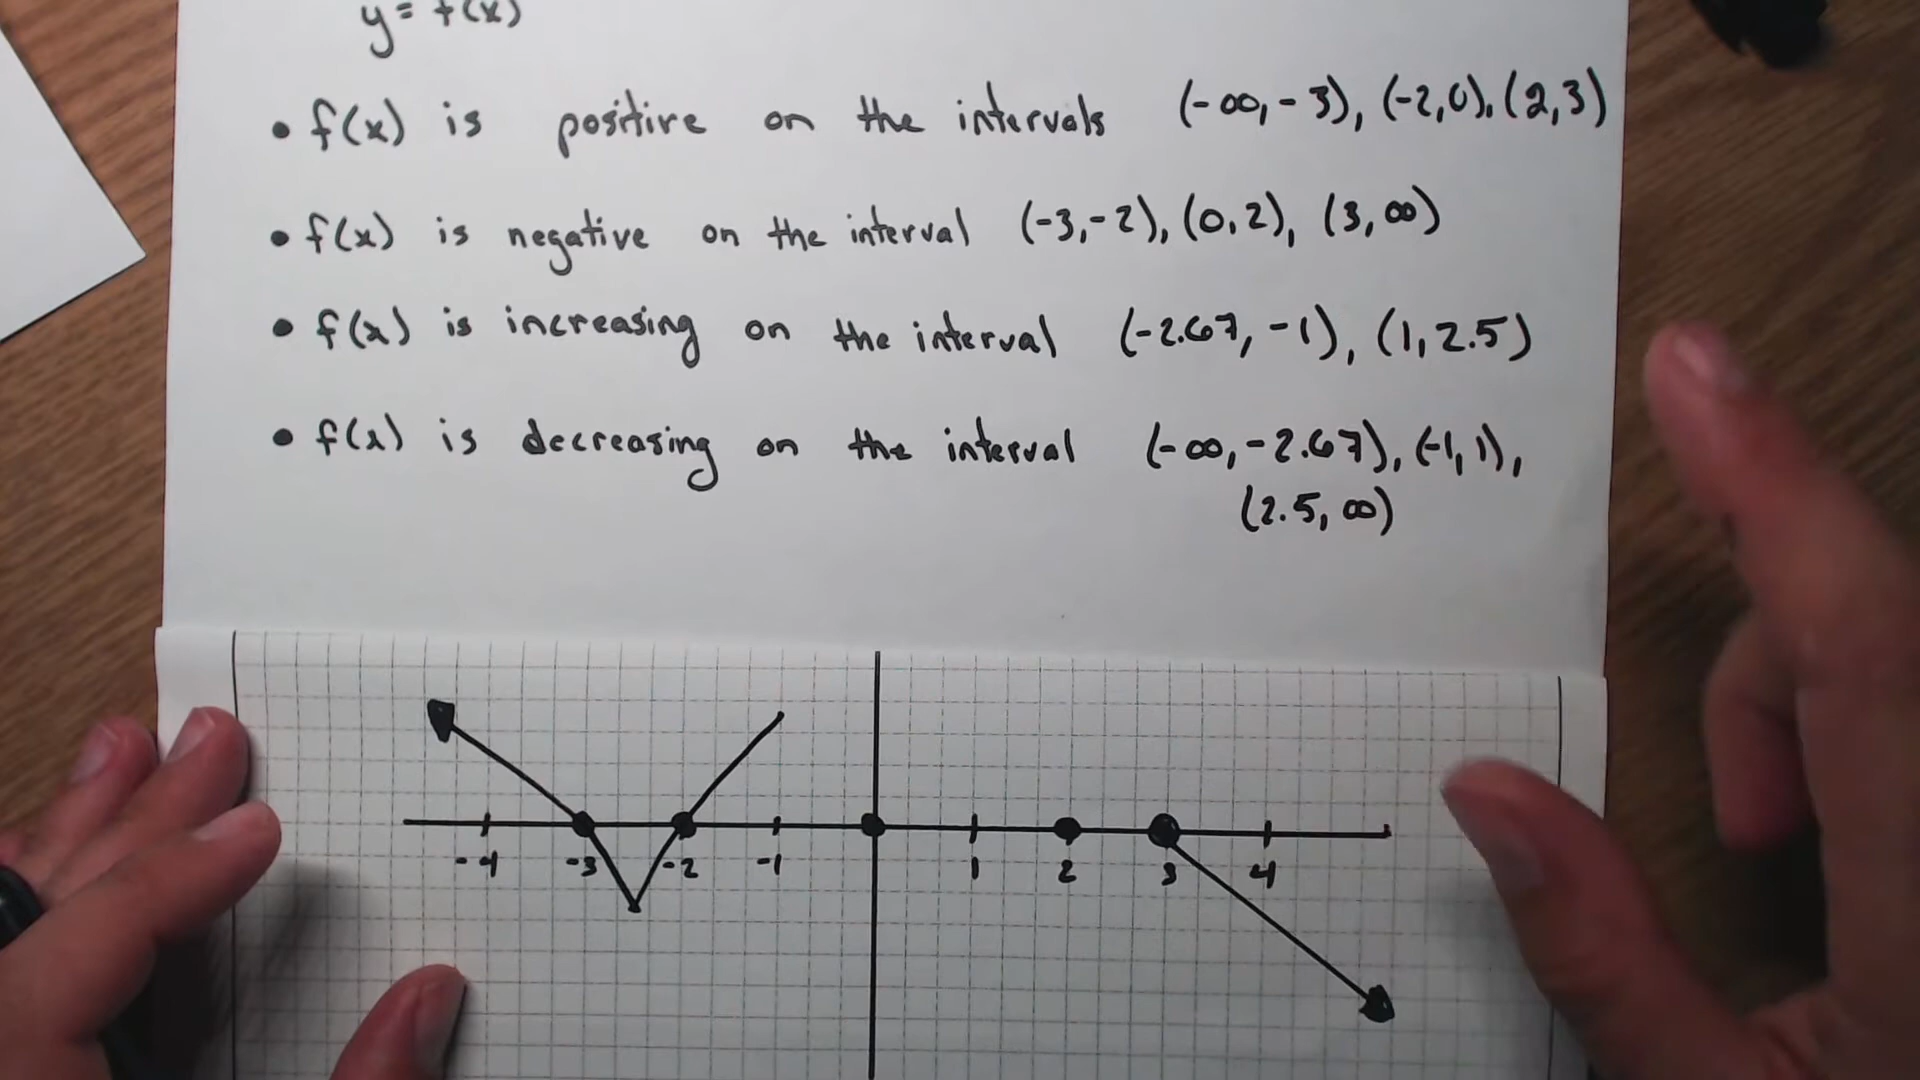 y = f(x)
• f(x) is positive on the intervals (-∞, -3), (-2,0), (2,3)
• f(x) is negative on the interval (-3,-2), (0,2), (3,∞)
• f(x) is increasing on the interval (-2.67, -1), (1,2.5)
• f(x) is decreasing on the interval (-∞, -2.67), (-1, 1),
(2.5, ∞)
-4 -3 -2 -1 1 2 3 4